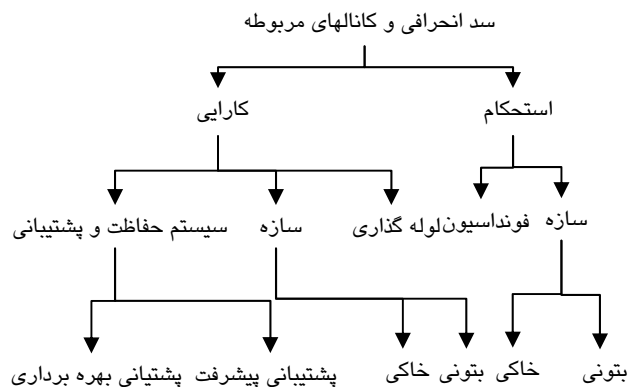 سد انحرافی و کانالهای مربوطه
استحکام
کارایی
سازه
فونداسیون
لوله گذاری
سازه
سیستم حفاظت و پشتیبانی
بتونی
خاکی
بتونی
خاکی
پشتیبانی پیشرفت
پشتیانی بهره برداری